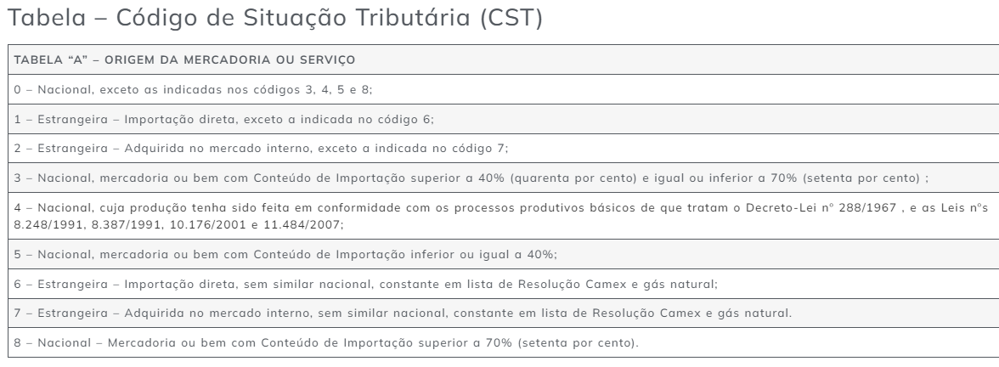 Tabela – Código de Situação Tributária (CST)
TABELA “A” – ORIGEM DA MERCADORIA OU SERVIÇO
0 – Nacional, exceto as indicadas nos códigos 3, 4, 5 e 8;
1 – Estrangeira – Importação direta, exceto a indicada no código 6;
2 – Estrangeira – Adquirida no mercado interno, exceto a indicada no código 7;
3 – Nacional, mercadoria ou bem com Conteúdo de Importação superior a 40% (quarenta por cento) e igual ou inferior a 70% (setenta por cento) ;
4 – Nacional, cuja produção tenha sido feita em conformidade com os processos produtivos básicos de que tratam o Decreto-Lei nº 288/1967 , e as Leis nºs
8.248/1991, 8.387/1991, 10.176/2001 e 11.484/2007;
5 – Nacional, mercadoria ou bem com Conteúdo de Importação inferior ou igual a 40%;
6 – Estrangeira – Importação direta, sem similar nacional, constante em lista de Resolução Camex e gás natural;
7 – Estrangeira – Adquirida no mercado interno, sem similar nacional, constante em lista de Resolução Camex e gás natural.
8 – Nacional – Mercadoria ou bem com Conteúdo de Importação superior a 70% (setenta por cento).